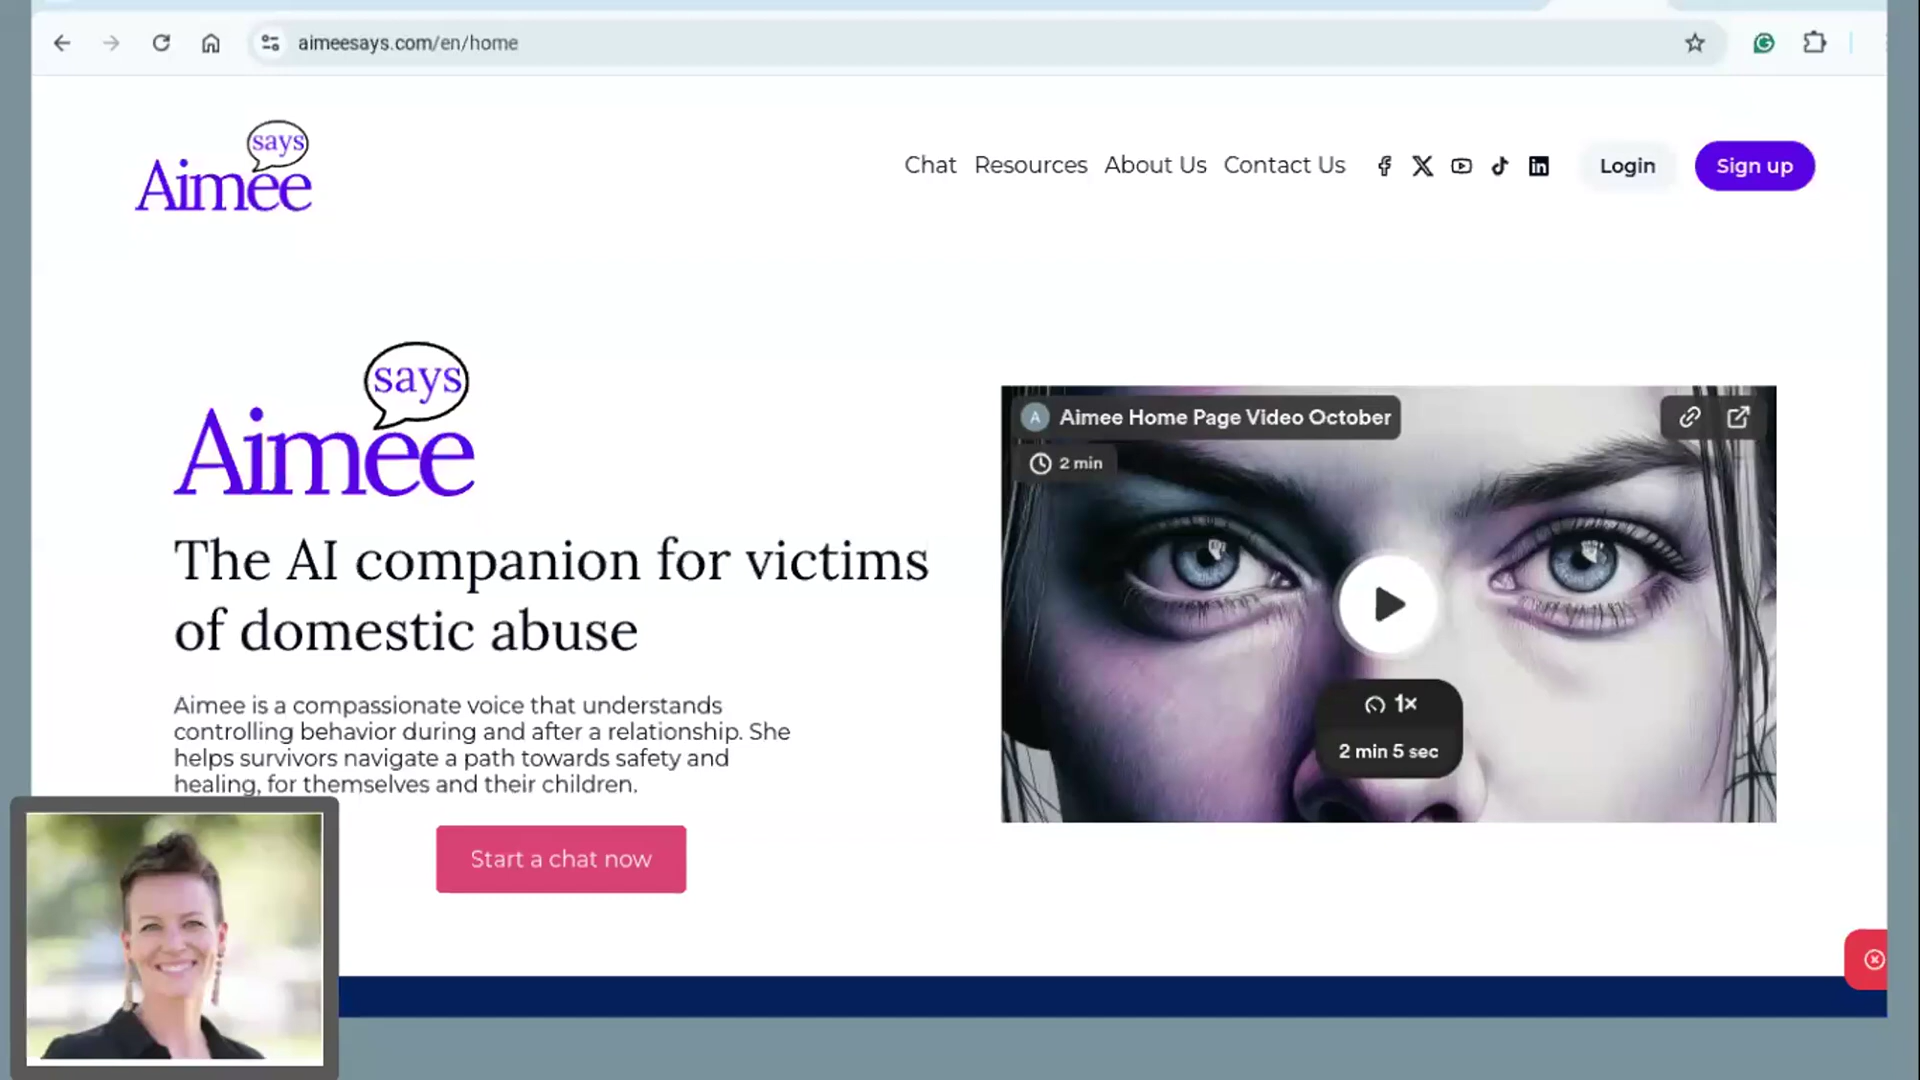 aimeesays.com/en/home
says
Aimee
Chat Resources About Us Contact Us Login Sign up
says
Aimee
The AI companion for victims
of domestic abuse
Aimee is a compassionate voice that understands
controlling behavior during and after a relationship. She
helps survivors navigate a path towards safety and
healing, for themselves and their children.
Start a chat now
A Aimee Home Page Video October
2 min
1×
2 min 5 sec